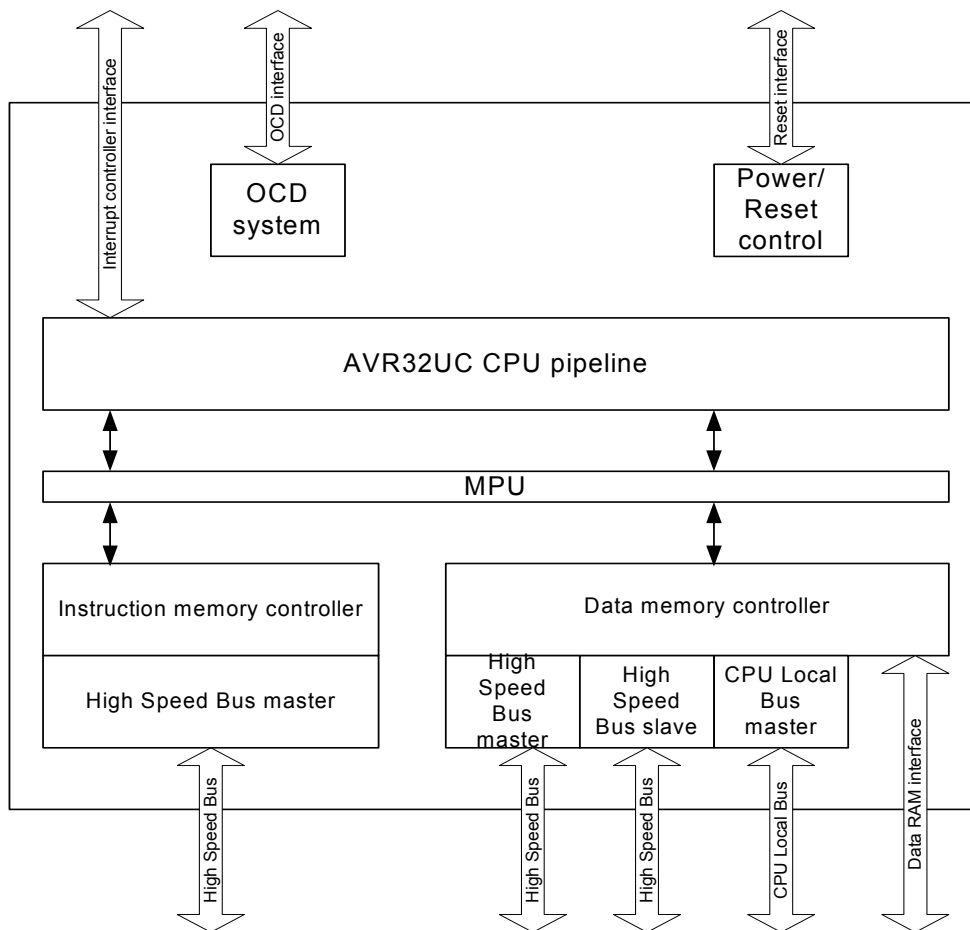 Interrupt controller interface
OCD interface
Reset interface
OCD
system
Power/
Reset
control
AVR32UC CPU pipeline
MPU
Instruction memory controller
Data memory controller
High Speed Bus master
High
Speed
Bus
master
High
Speed
Bus slave
CPU Local
Bus
master
High Speed Bus
High Speed Bus
High Speed Bus
CPU Local Bus
Data RAM interface